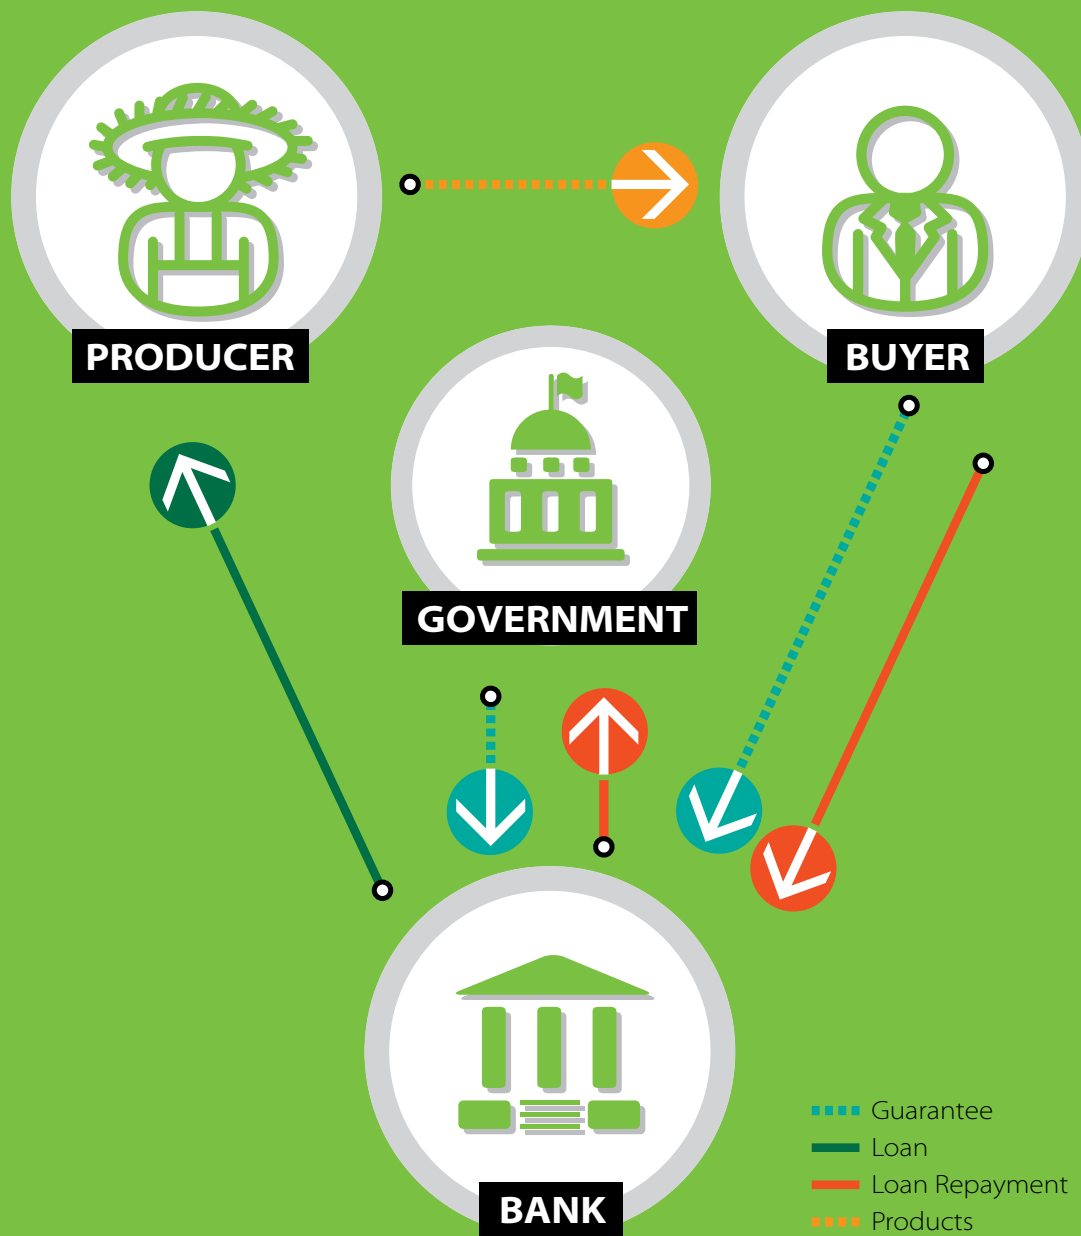 PRODUCER
BUYER
GOVERNMENT
BANK
Guarantee
Loan
Loan Repayment
Products